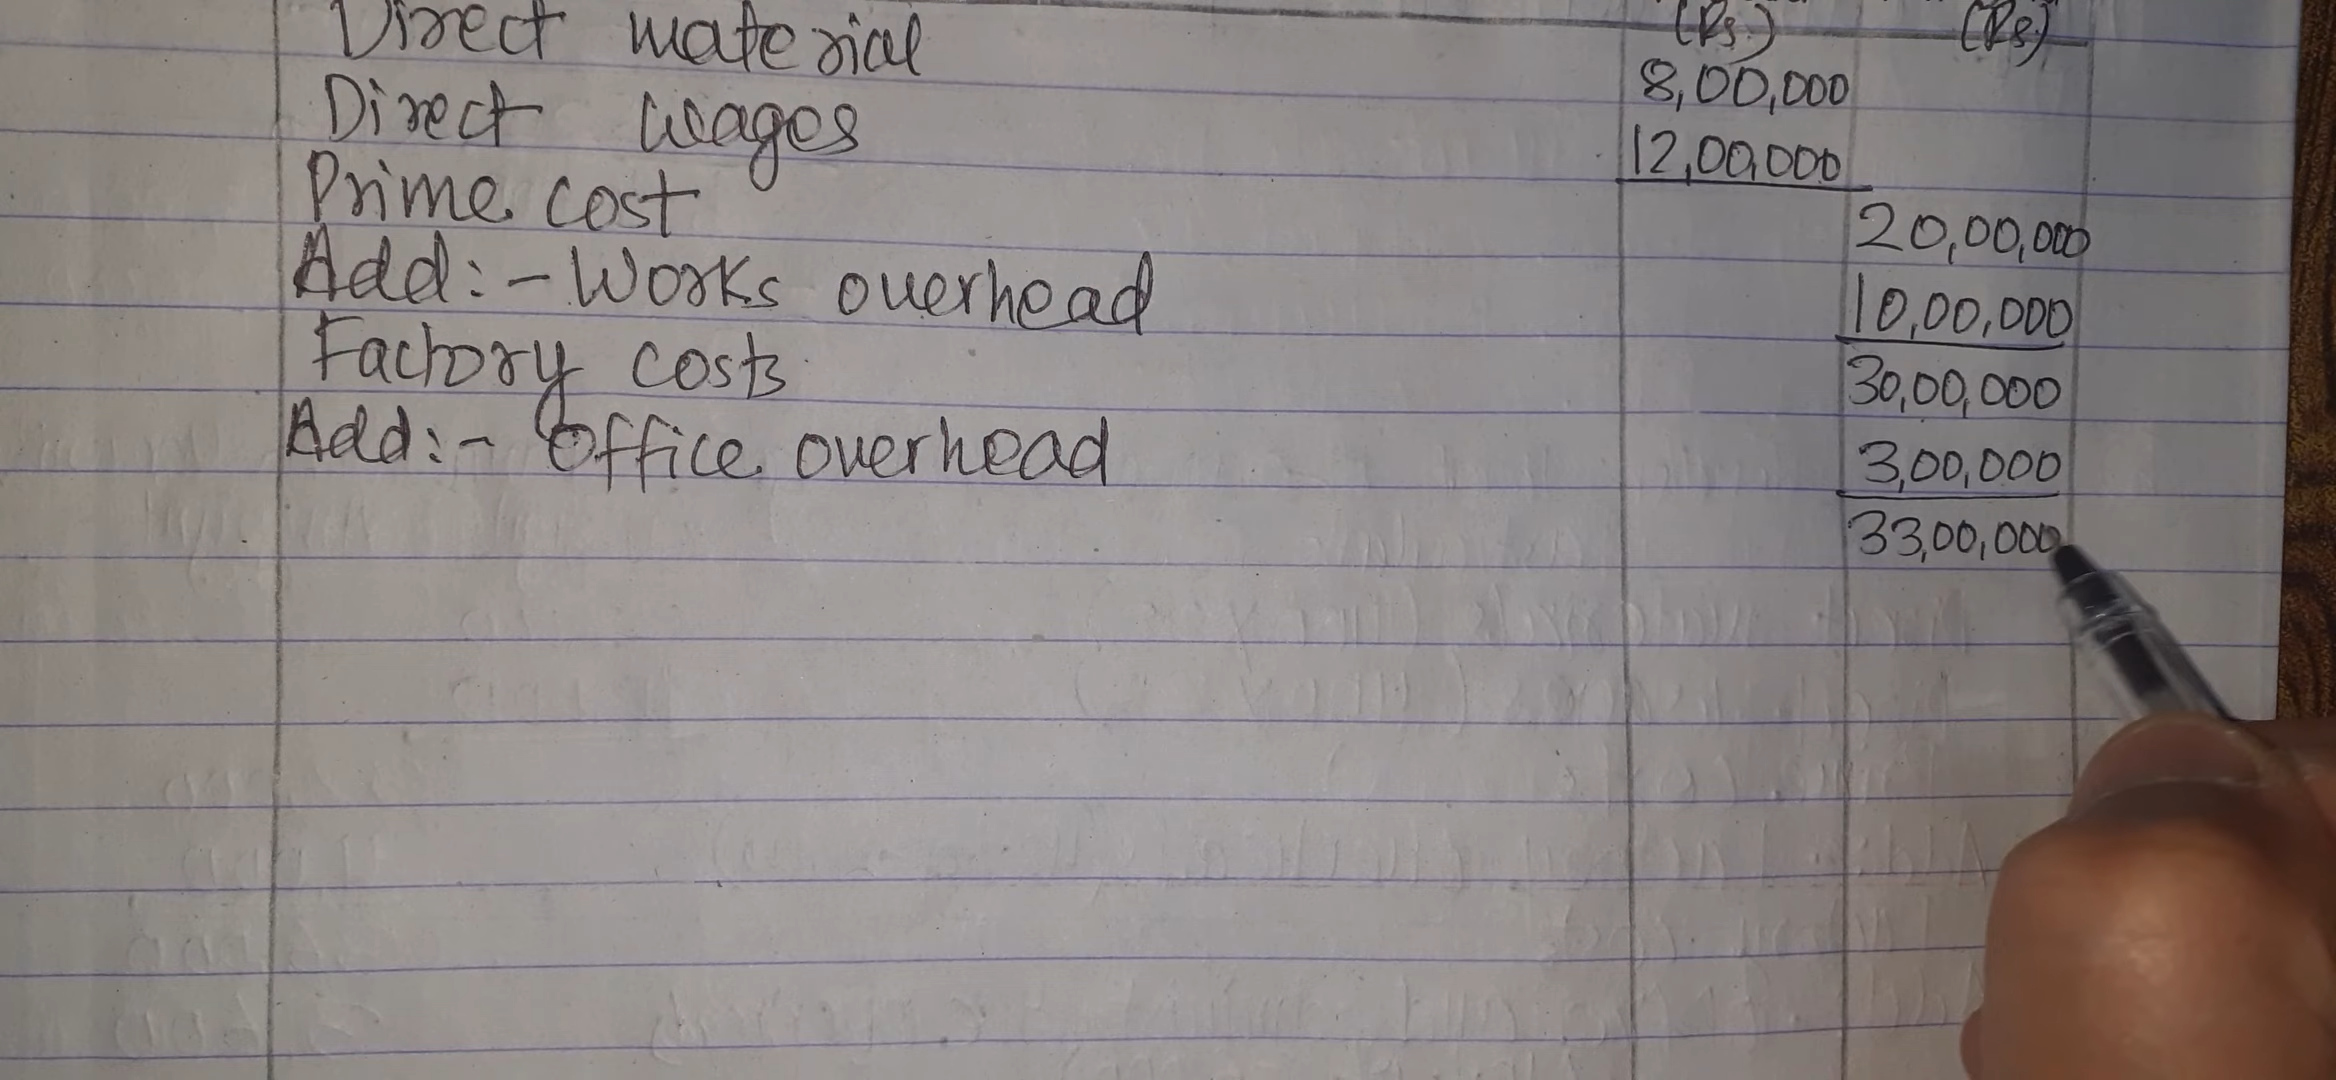 (Rs.) (Rs)
Direct material 8,00,000
Direct wages 12,00,000
Prime cost 20,00,000
Add:- Works overhead 10,00,000
Factory costs 30,00,000
Add:- Office overhead 3,00,000
33,00,000